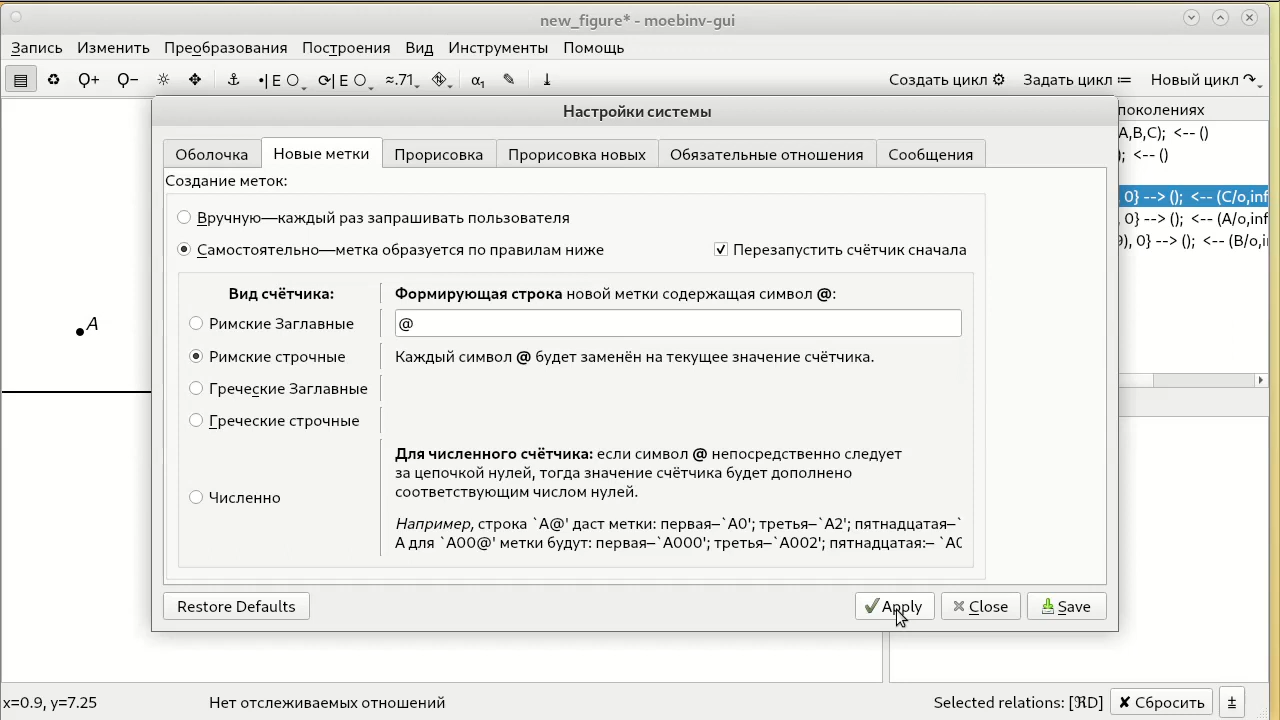 new_figure* - moebinv-gui
Запись Изменить Преобразования Построения Вид Инструменты Помощь
E E ≈.71 α₁ Создать цикл Задать цикл Новый цикл
Настройки системы
поколениях
Оболочка Новые метки Прорисовка Прорисовка новых Обязательные отношения Сообщения
A,B,C); <-- ()
); <-- ()
Создание меток:
, 0} --> (); <-- (C/o,inf
Вручную—каждый раз запрашивать пользователя
, 0} --> (); <-- (A/o,inf
Самостоятельно—метка образуется по правилам ниже Перезапустить счётчик сначала
9), 0} --> (); <-- (B/o,in
Вид счётчика: Формирующая строка новой метки содержащая символ @:
Римские Заглавные @
A
Римские строчные Каждый символ @ будет заменён на текущее значение счётчика.
Греческие Заглавные
Греческие строчные
Для численного счётчика: если символ @ непосредственно следует
за цепочкой нулей, тогда значение счётчика будет дополнено
соответствующим числом нулей.
Численно
Например, строка `A@' даст метки: первая–`A0'; третья–`A2'; пятнадцатая–`
А для `A00@' метки будут: первая–`A000'; третья–`A002'; пятнадцатая:– `A0
Restore Defaults Apply Close Save
x=0.9, y=7.25 Нет отслеживаемых отношений Selected relations: [ℜD] Сбросить ±